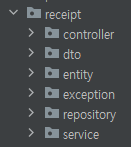 receipt
controller
dto
entity
exception
repository
service